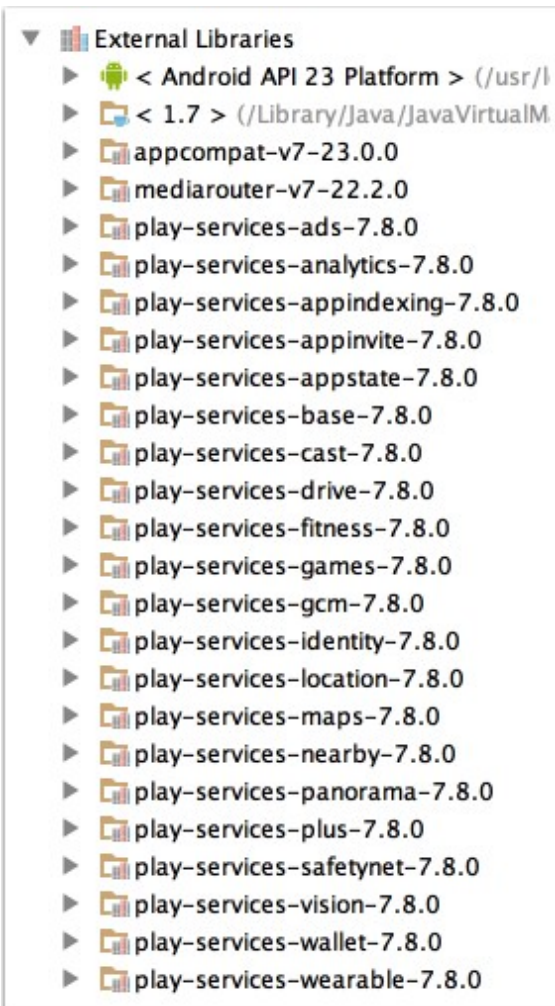 External Libraries
< Android API 23 Platform > (/usr/l
< 1.7 > (/Library/Java/JavaVirtualM
appcompat-v7-23.0.0
mediarouter-v7-22.2.0
play-services-ads-7.8.0
play-services-analytics-7.8.0
play-services-appindexing-7.8.0
play-services-appinvite-7.8.0
play-services-appstate-7.8.0
play-services-base-7.8.0
play-services-cast-7.8.0
play-services-drive-7.8.0
play-services-fitness-7.8.0
play-services-games-7.8.0
play-services-gcm-7.8.0
play-services-identity-7.8.0
play-services-location-7.8.0
play-services-maps-7.8.0
play-services-nearby-7.8.0
play-services-panorama-7.8.0
play-services-plus-7.8.0
play-services-safetynet-7.8.0
play-services-vision-7.8.0
play-services-wallet-7.8.0
play-services-wearable-7.8.0